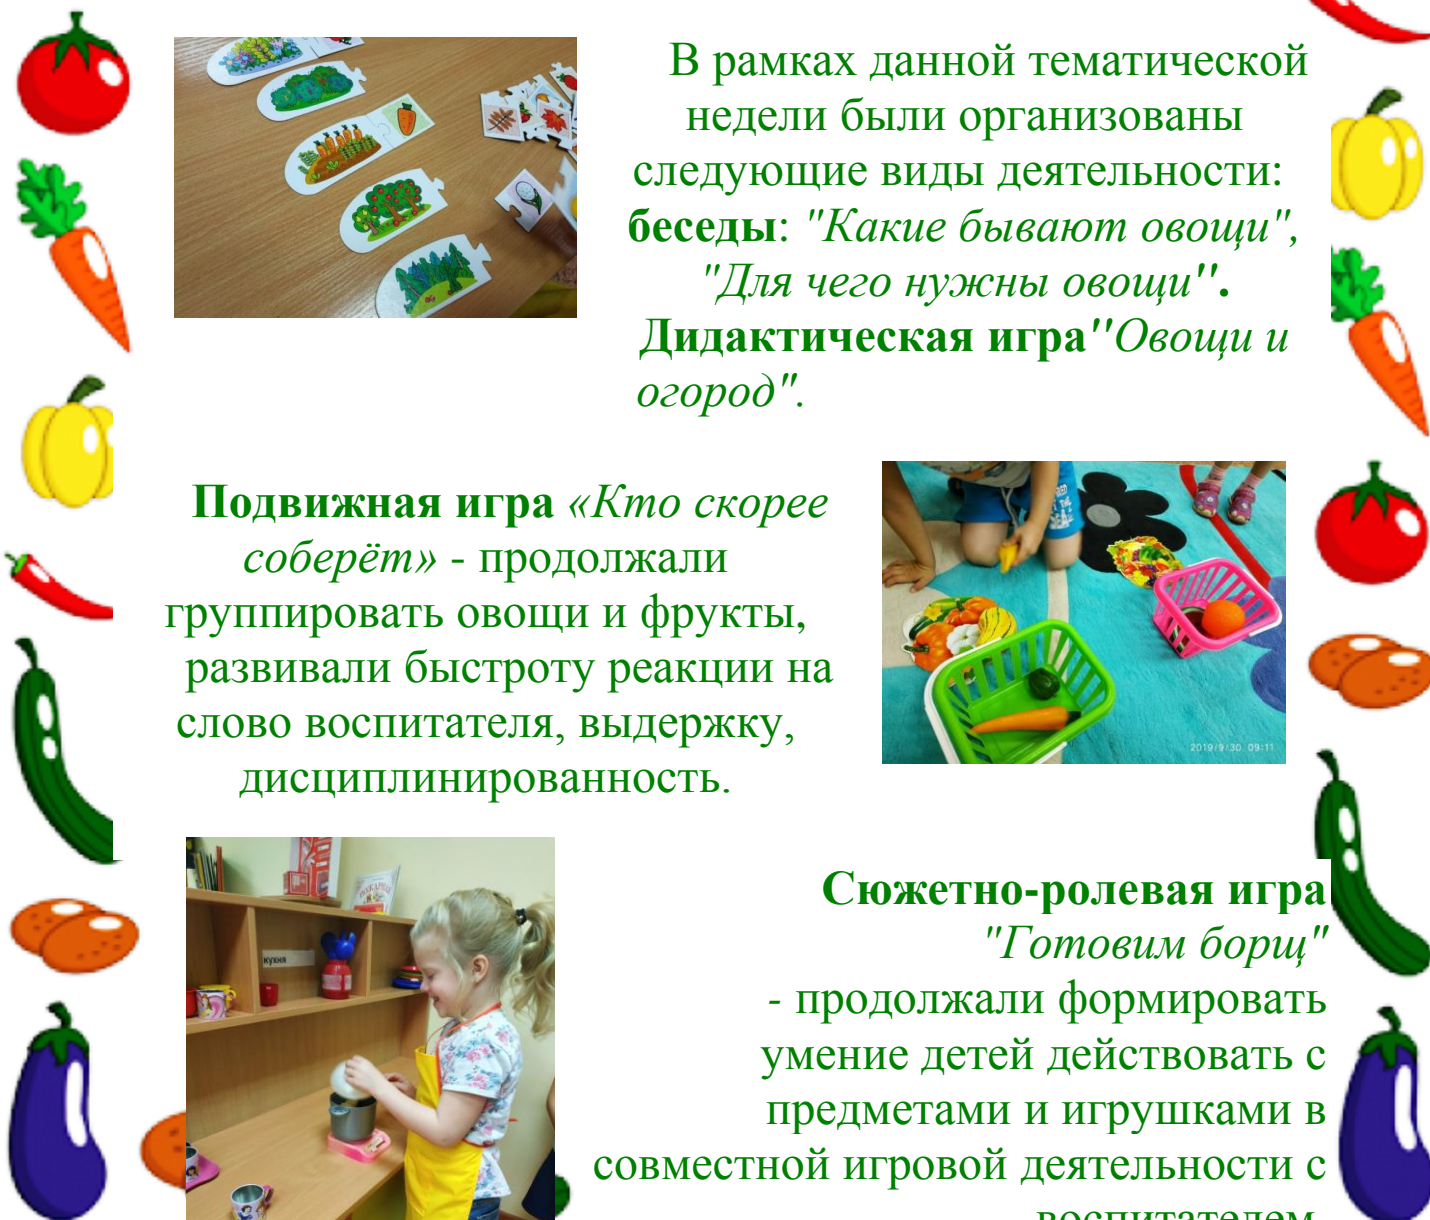 В рамках данной тематической
недели были организованы
следующие виды деятельности:
беседы: "Какие бывают овощи",
"Для чего нужны овощи".
Дидактическая игра"Овощи и
огород".
Подвижная игра «Кто скорее
соберёт» - продолжали
группировать овощи и фрукты,
развивали быстроту реакции на
слово воспитателя, выдержку,
дисциплинированность.
2019/9/30 09:11
кухня
Сюжетно-ролевая игра
"Готовим борщ"
- продолжали формировать
умение детей действовать с
предметами и игрушками в
совместной игровой деятельности с
воспитателем.